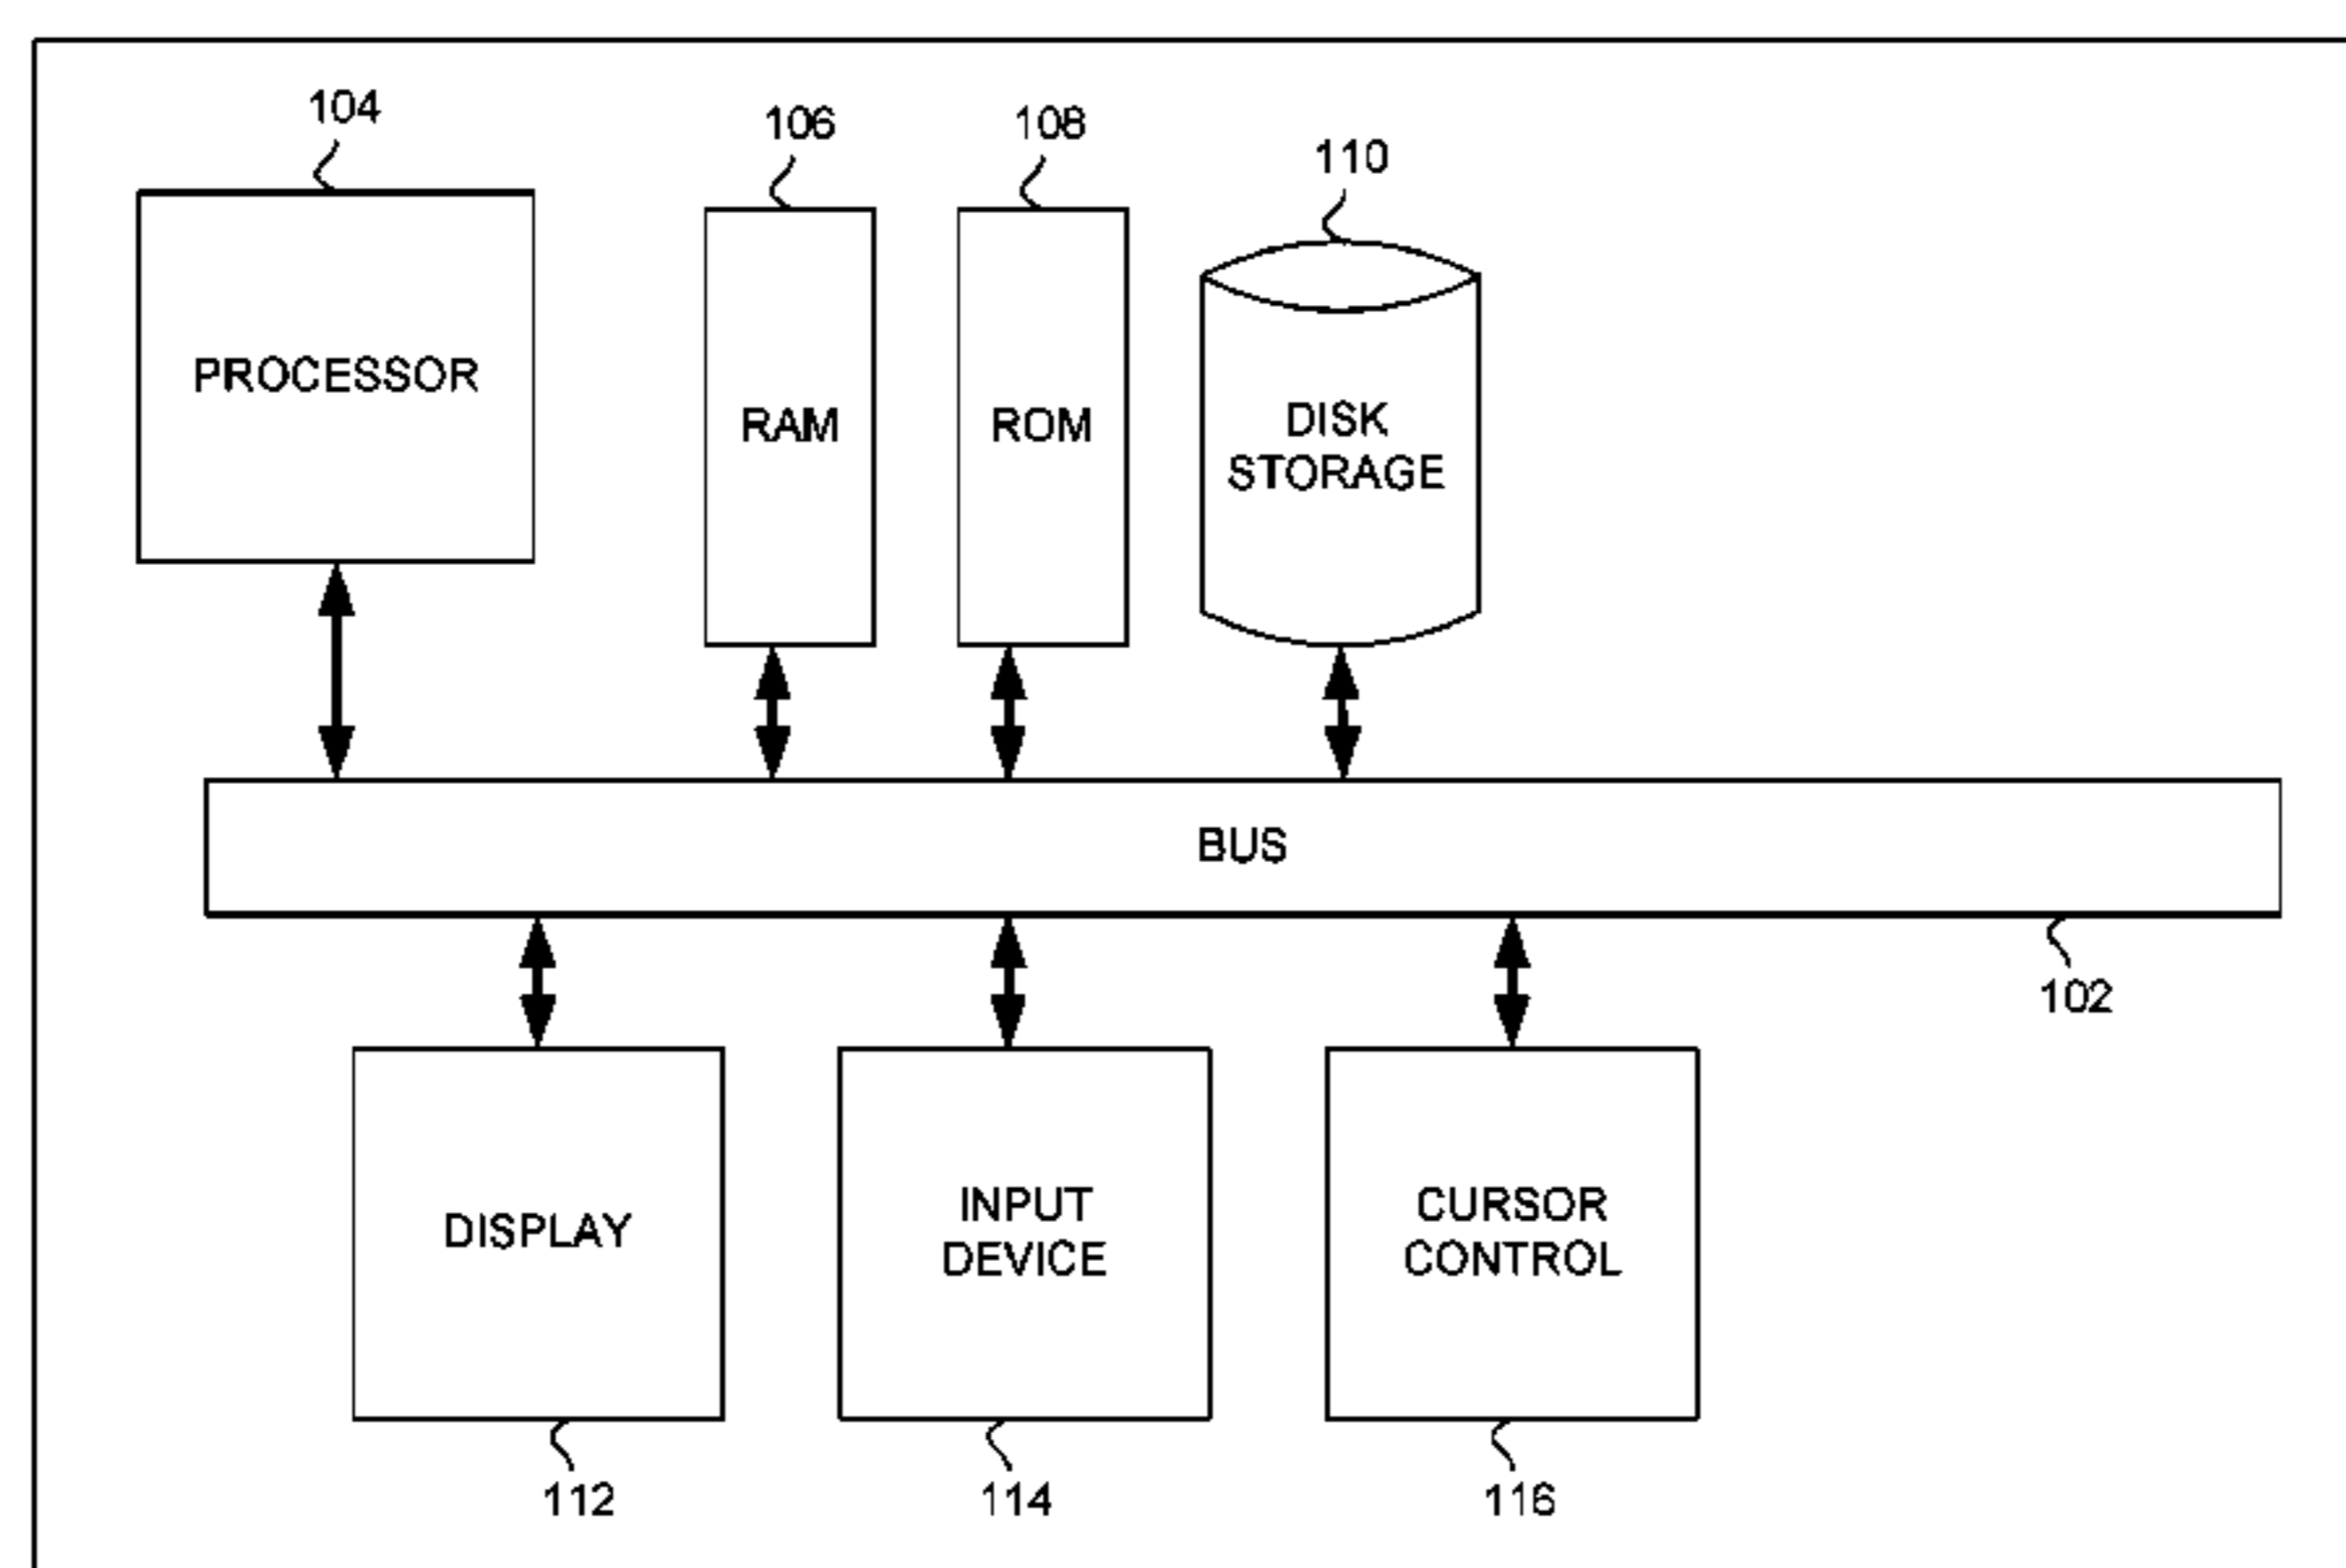 104
106
108
110
PROCESSOR
RAM
ROM
DISK
STORAGE
BUS
102
DISPLAY
INPUT
DEVICE
CURSOR
CONTROL
112
114
116